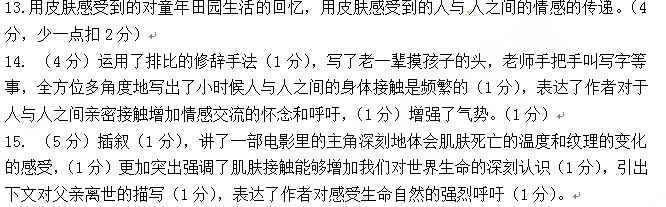 13.用皮肤感受到的对童年田园生活的回忆，用皮肤感受到的人与人之间的情感的传递。（4
分，少一点扣2分）
14. （4分）运用了排比的修辞手法（1分），写了老一辈摸孩子的头，老师手把手叫写字等
事，全方位多角度地写出了小时候人与人之间的身体接触是频繁的（1分），表达了作者对于
人与人之间亲密接触增加情感交流的怀念和呼吁，（1分）增强了气势。（1分）
15. （5分）插叙（1分），讲了一部电影里的主角深刻地体会肌肤死亡的温度和纹理的变化
的感受，（1分）更加突出强调了肌肤接触能够增加我们对世界生命的深刻认识（1分），引出
下文对父亲离世的描写（1分），表达了作者对感受生命自然的强烈呼吁（1分）。